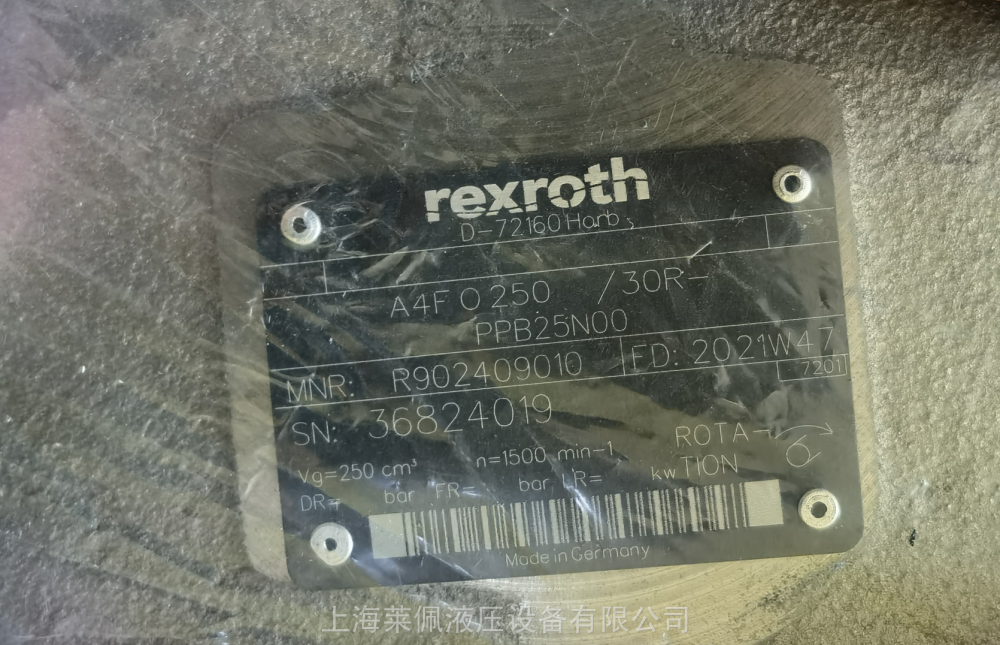 rexroth
D-72160 Horb
A4F O 250 /30R-
PPB25N00
MNR: R902409010 FD: 2021W47
7201
SN: 36824019
ROTA-
TION
Vg=250 cm³ n=1500 min-1
DR= bar FR= bar LR= kw
Made in Germany
上海莱佩液压设备有限公司